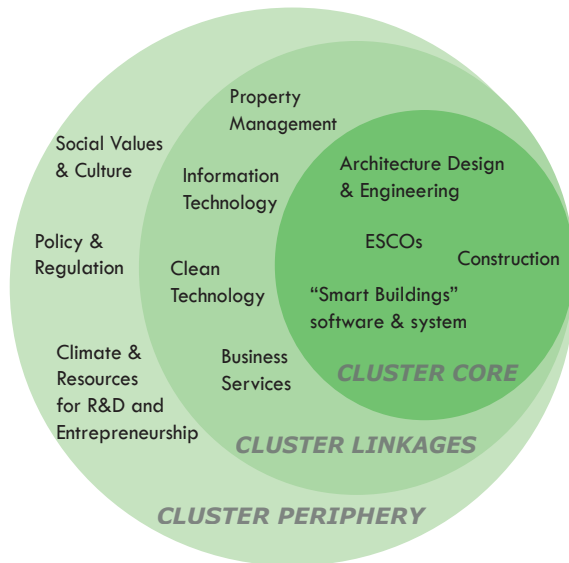 Property
Management
Social Values
& Culture
Architecture Design
& Engineering
Information
Technology
Policy &
Regulation
ESCOs
Construction
Clean
Technology
“Smart Buildings”
software & system
Climate &
Resources
for R&D and
Entrepreneurship
Business
Services
CLUSTER CORE
CLUSTER LINKAGES
CLUSTER PERIPHERY